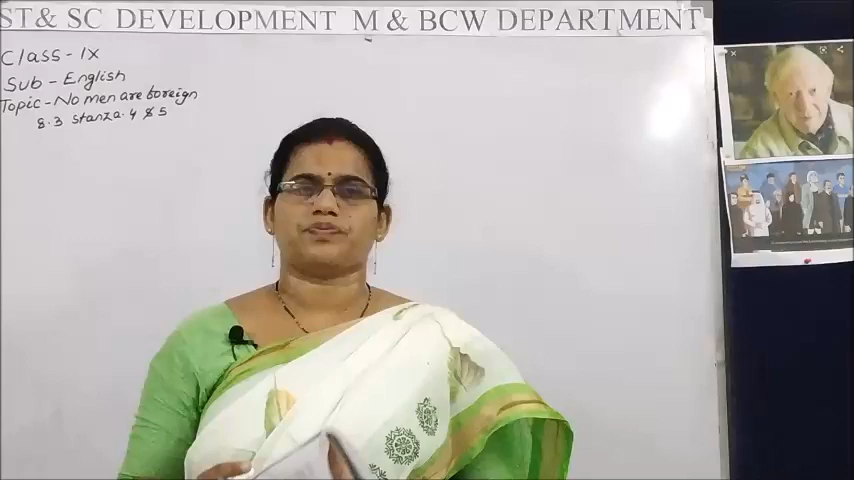 ST& SC DEVELOPMENT M & BCW DEPARTMENT
Class - IX
Sub - English
Topic - No men are foreign
8.3 stanza. 4 & 5